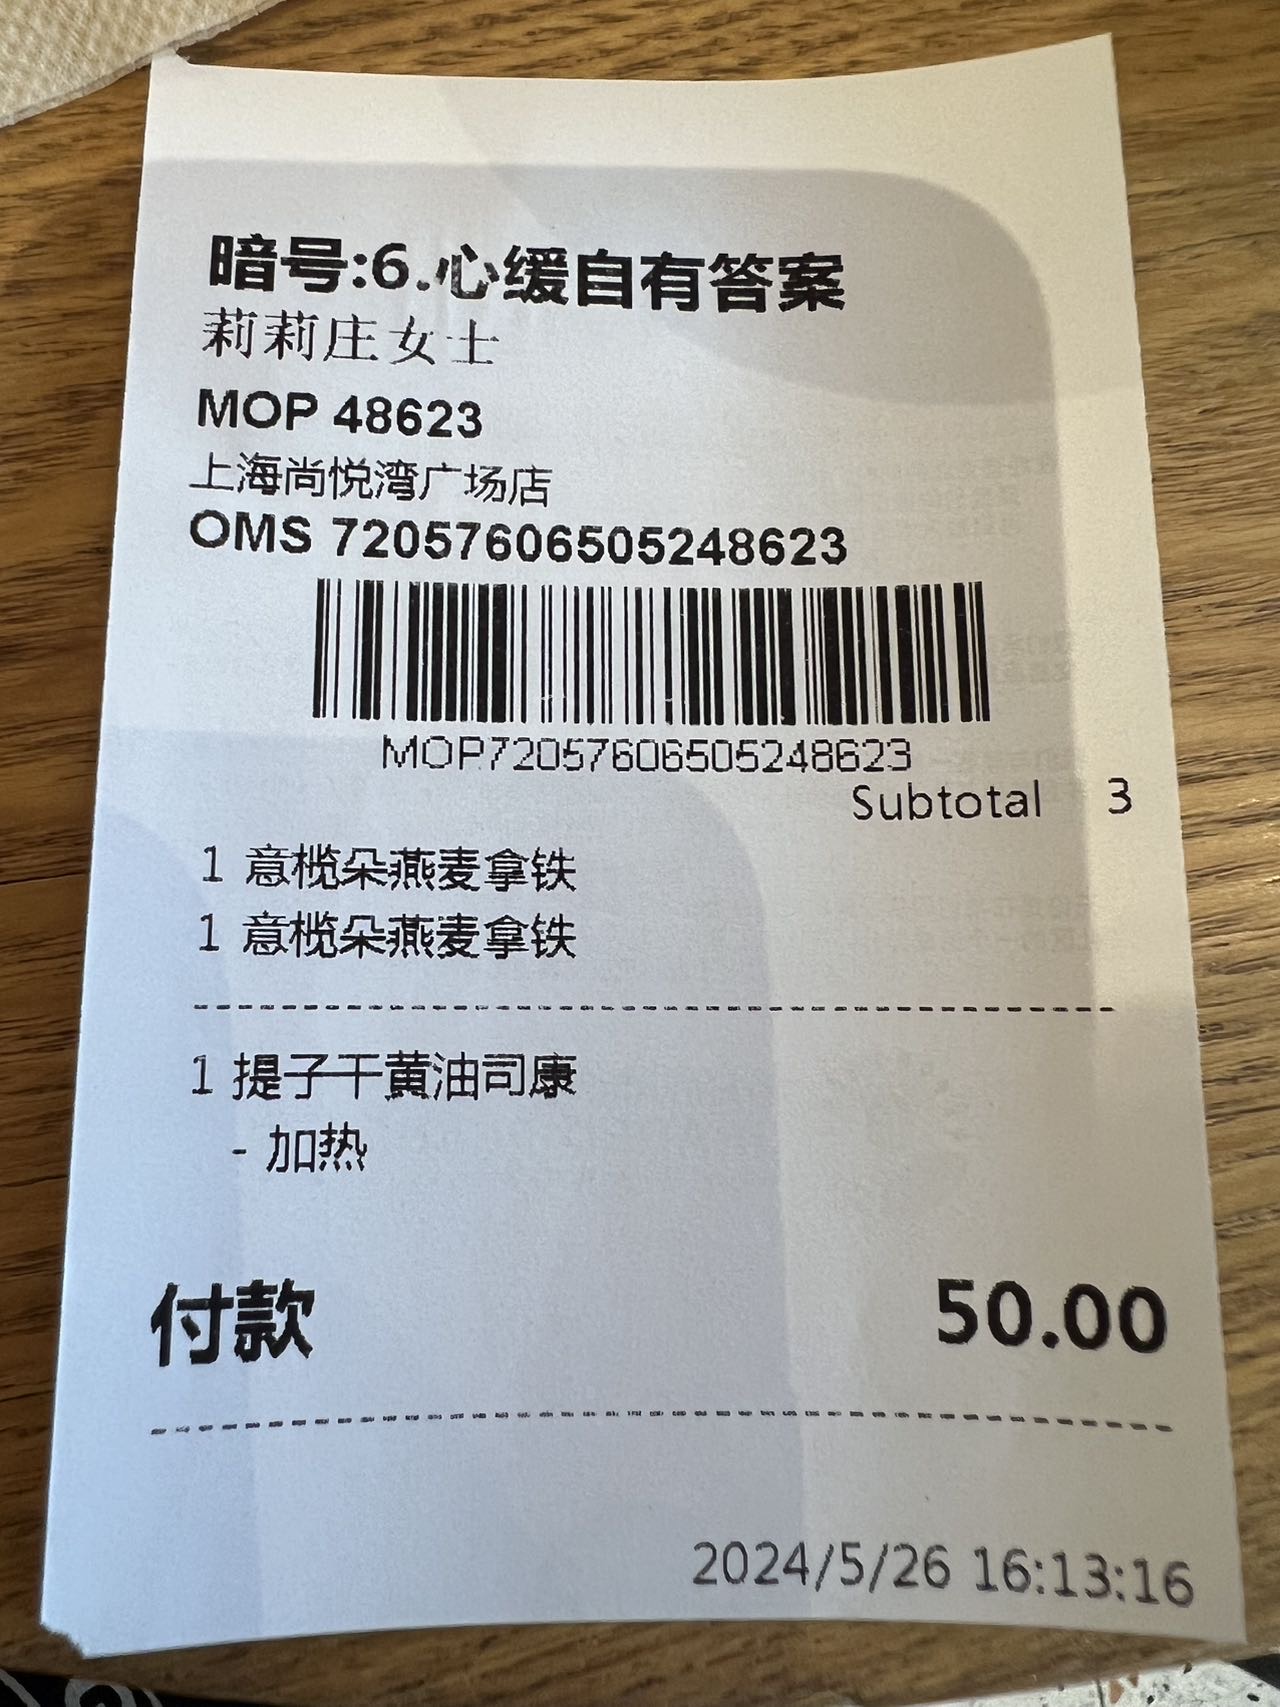 暗号:6.心缓自有答案
莉莉庄女士
MOP 48623
上海尚悦湾广场店
OMS 72057606505248623
MOP72057606505248623
Subtotal 3
1 意榄朵燕麦拿铁
1 意榄朵燕麦拿铁
1 提子干黄油司康
- 加热
付款 50.00
2024/5/26 16:13:16